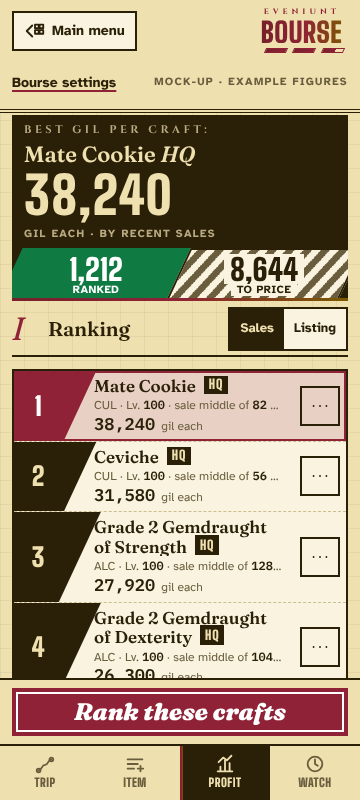 Main menu
EVENIUNT
BOURSE
Bourse settings
MOCK-UP · EXAMPLE FIGURES
BEST GIL PER CRAFT:
Mate Cookie HQ
38,240
GIL EACH · BY RECENT SALES
1,212
RANKED
8,644
TO PRICE
I
Ranking
Sales
Listing
1
Mate Cookie HQ
CUL · Lv. 100 · sale middle of 82 ...
38,240 gil each
...
2
Ceviche HQ
CUL · Lv. 100 · sale middle of 56 ...
31,580 gil each
...
3
Grade 2 Gemdraught
of Strength HQ
ALC · Lv. 100 · sale middle of 128...
27,920 gil each
...
4
Grade 2 Gemdraught
of Dexterity HQ
ALC · Lv. 100 · sale middle of 104...
26,300 gil each
...
Rank these crafts
TRIP
ITEM
PROFIT
WATCH